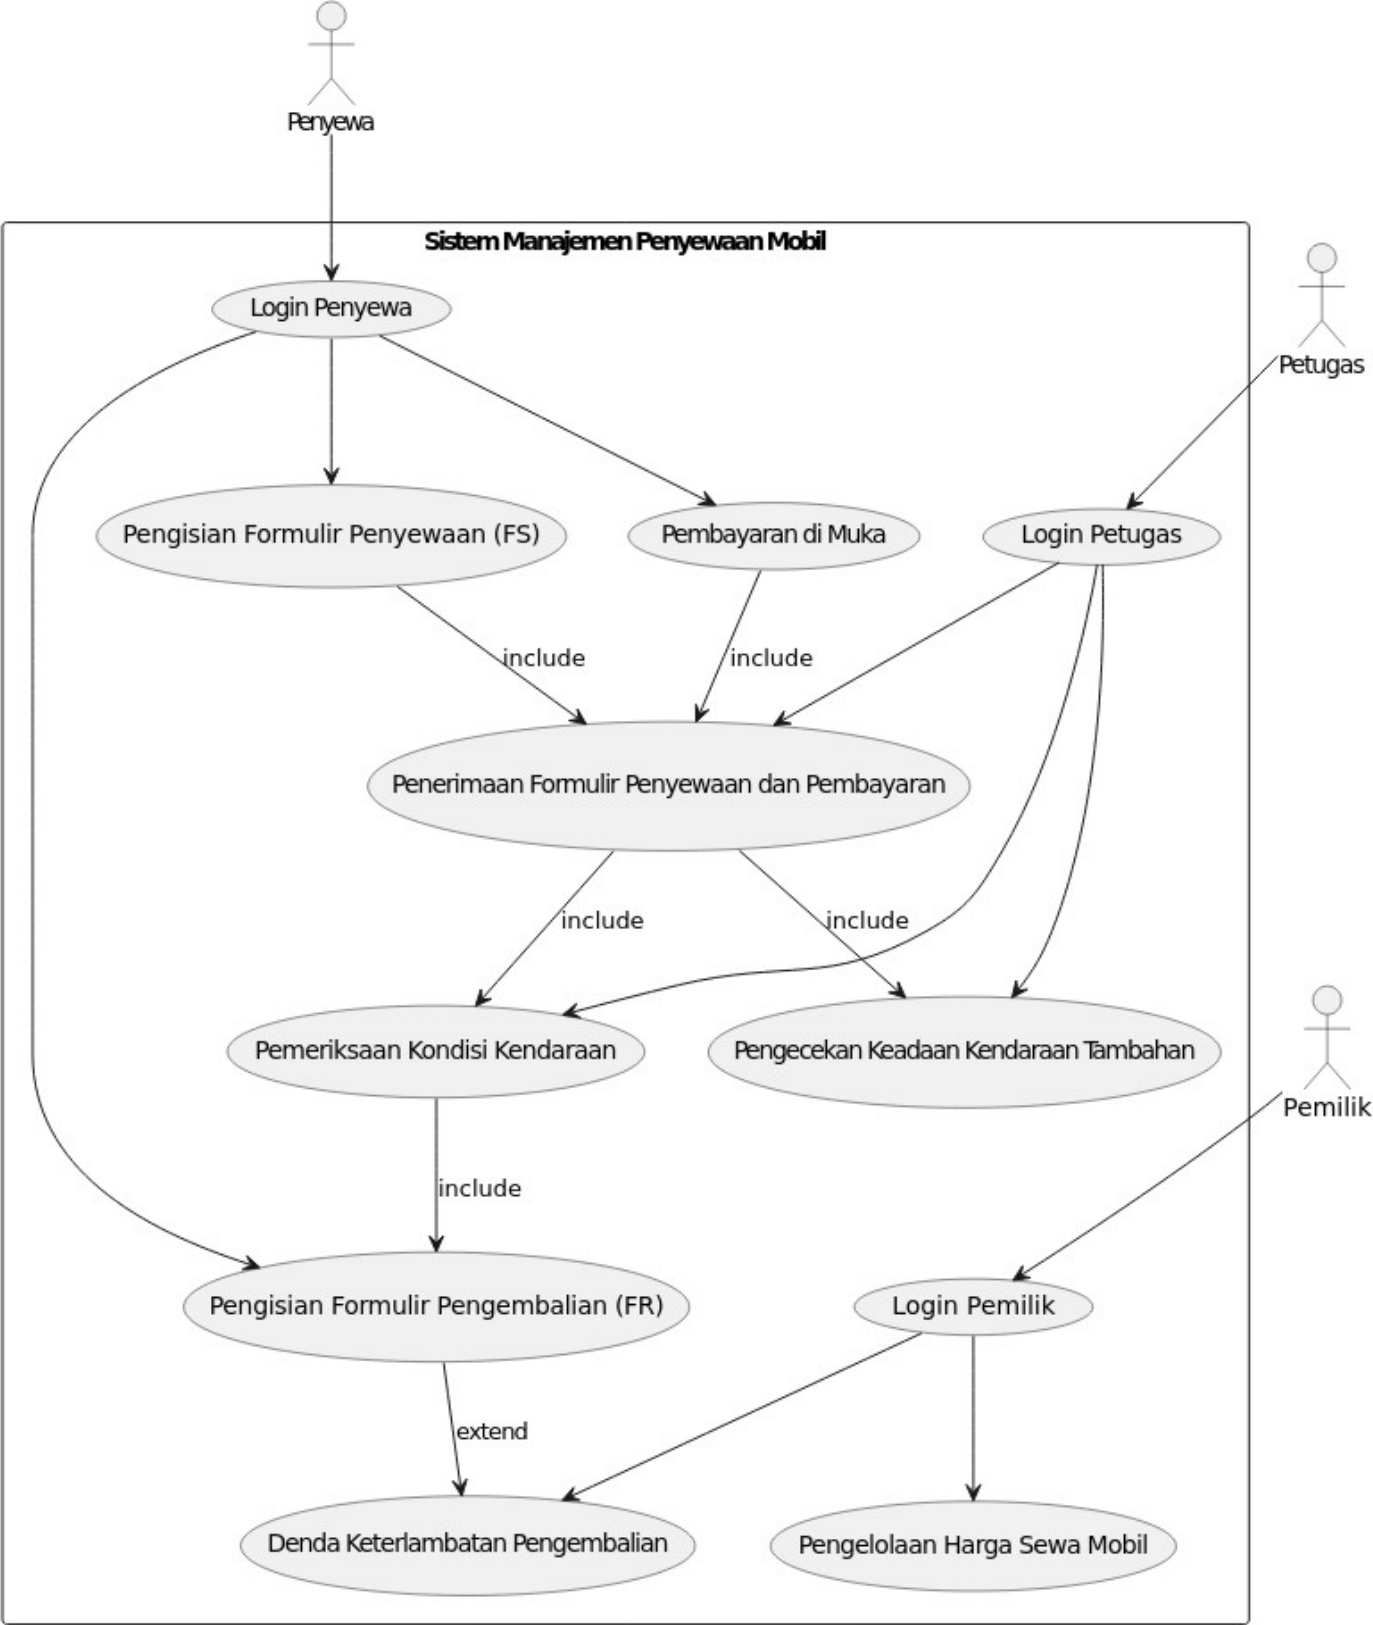 Penyewa
Sistem Manajemen Penyewaan Mobil
Login Penyewa
Petugas
Pengisian Formulir Penyewaan (FS)
Pembayaran di Muka
Login Petugas
include
include
Penerimaan Formulir Penyewaan dan Pembayaran
include
include
Pemeriksaan Kondisi Kendaraan
Pengecekan Keadaan Kendaraan Tambahan
Pemilik
include
Pengisian Formulir Pengembalian (FR)
Login Pemilik
extend
Denda Keterlambatan Pengembalian
Pengelolaan Harga Sewa Mobil